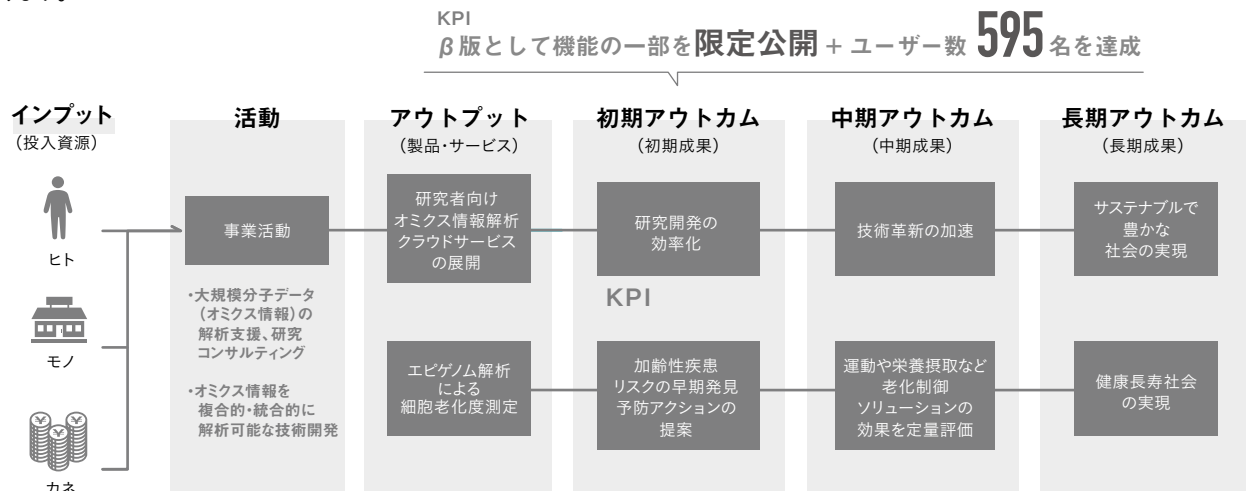 KPI
β版として機能の一部を限定公開 + ユーザー数 595 名を達成
インプット
(投入資源)
ヒト
モノ
カネ
活動
事業活動
・大規模分子データ
(オミクス情報)の
解析支援、研究
コンサルティング
・オミクス情報を
複合的・統合的に
解析可能な技術開発
アウトプット
(製品・サービス)
研究者向け
オミクス情報解析
クラウドサービス
の展開
エピゲノム解析
による
細胞老化度測定
初期アウトカム
(初期成果)
研究開発の
効率化
KPI
加齢性疾患
リスクの早期発見
予防アクションの
提案
中期アウトカム
(中期成果)
技術革新の加速
運動や栄養摂取など
老化制御
ソリューションの
効果を定量評価
長期アウトカム
(長期成果)
サステナブルで
豊かな
社会の実現
健康長寿社会
の実現